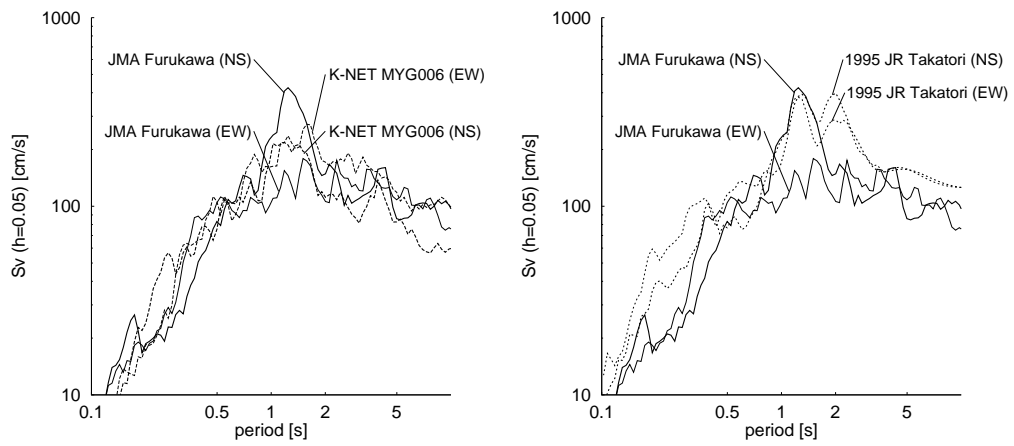 1000
100
10
Sv (h=0.05) [cm/s]
JMA Furukawa (NS)
K-NET MYG006 (EW)
JMA Furukawa (EW)
K-NET MYG006 (NS)
0.1 0.5 1 2 5
period [s]
1000
100
10
Sv (h=0.05) [cm/s]
JMA Furukawa (NS)
1995 JR Takatori (NS)
1995 JR Takatori (EW)
JMA Furukawa (EW)
0.1 0.5 1 2 5
period [s]